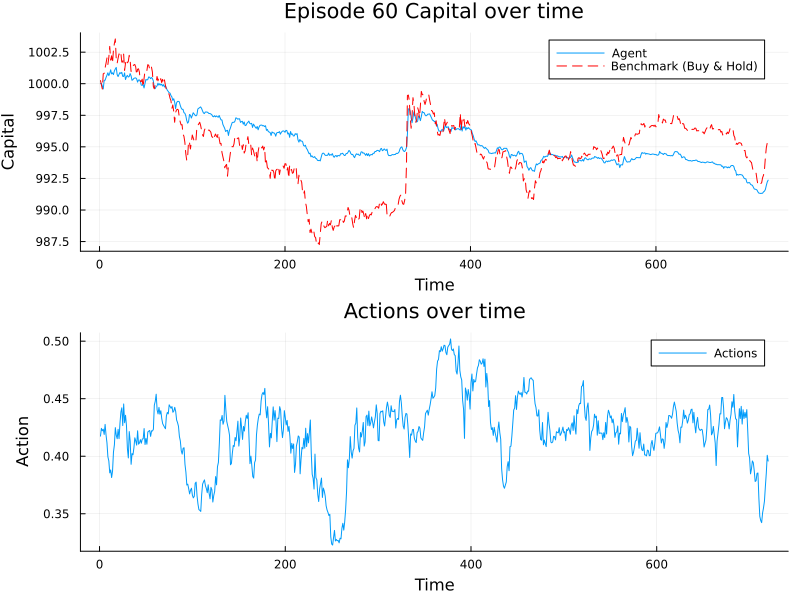 Episode 60 Capital over time
Capital
1002.5
1000.0
997.5
995.0
992.5
990.0
987.5
Agent
Benchmark (Buy & Hold)
0
200
400
600
Time
Actions over time
Action
0.50
0.45
0.40
0.35
Actions
0
200
400
600
Time